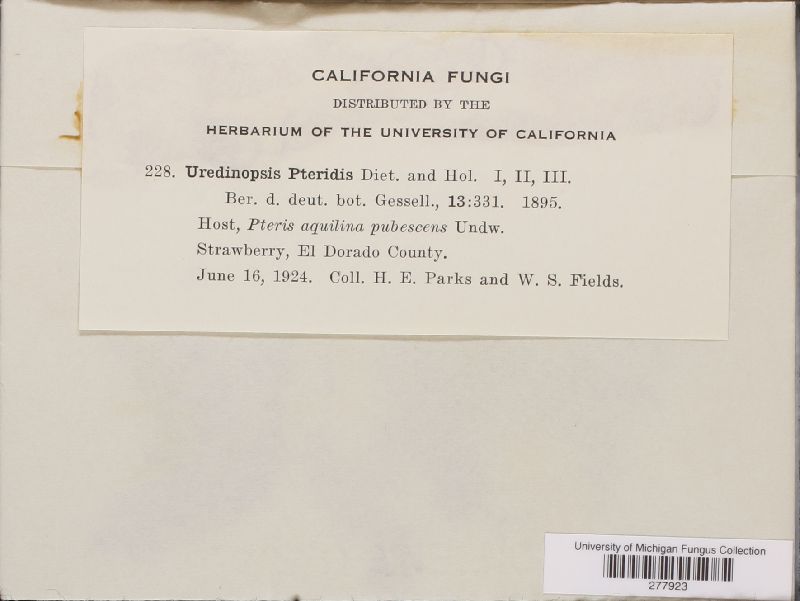 CALIFORNIA FUNGI
DISTRIBUTED BY THE
HERBARIUM OF THE UNIVERSITY OF CALIFORNIA
228. Uredinopsis Pteridis Diet. and Hol. I, II, III.
Ber. d. deut. bot. Gessell., 13:331. 1895.
Host, Pteris aquilina pubescens Undw.
Strawberry, El Dorado County.
June 16, 1924. Coll. H. E. Parks and W. S. Fields.
University of Michigan Fungus Collection
277923